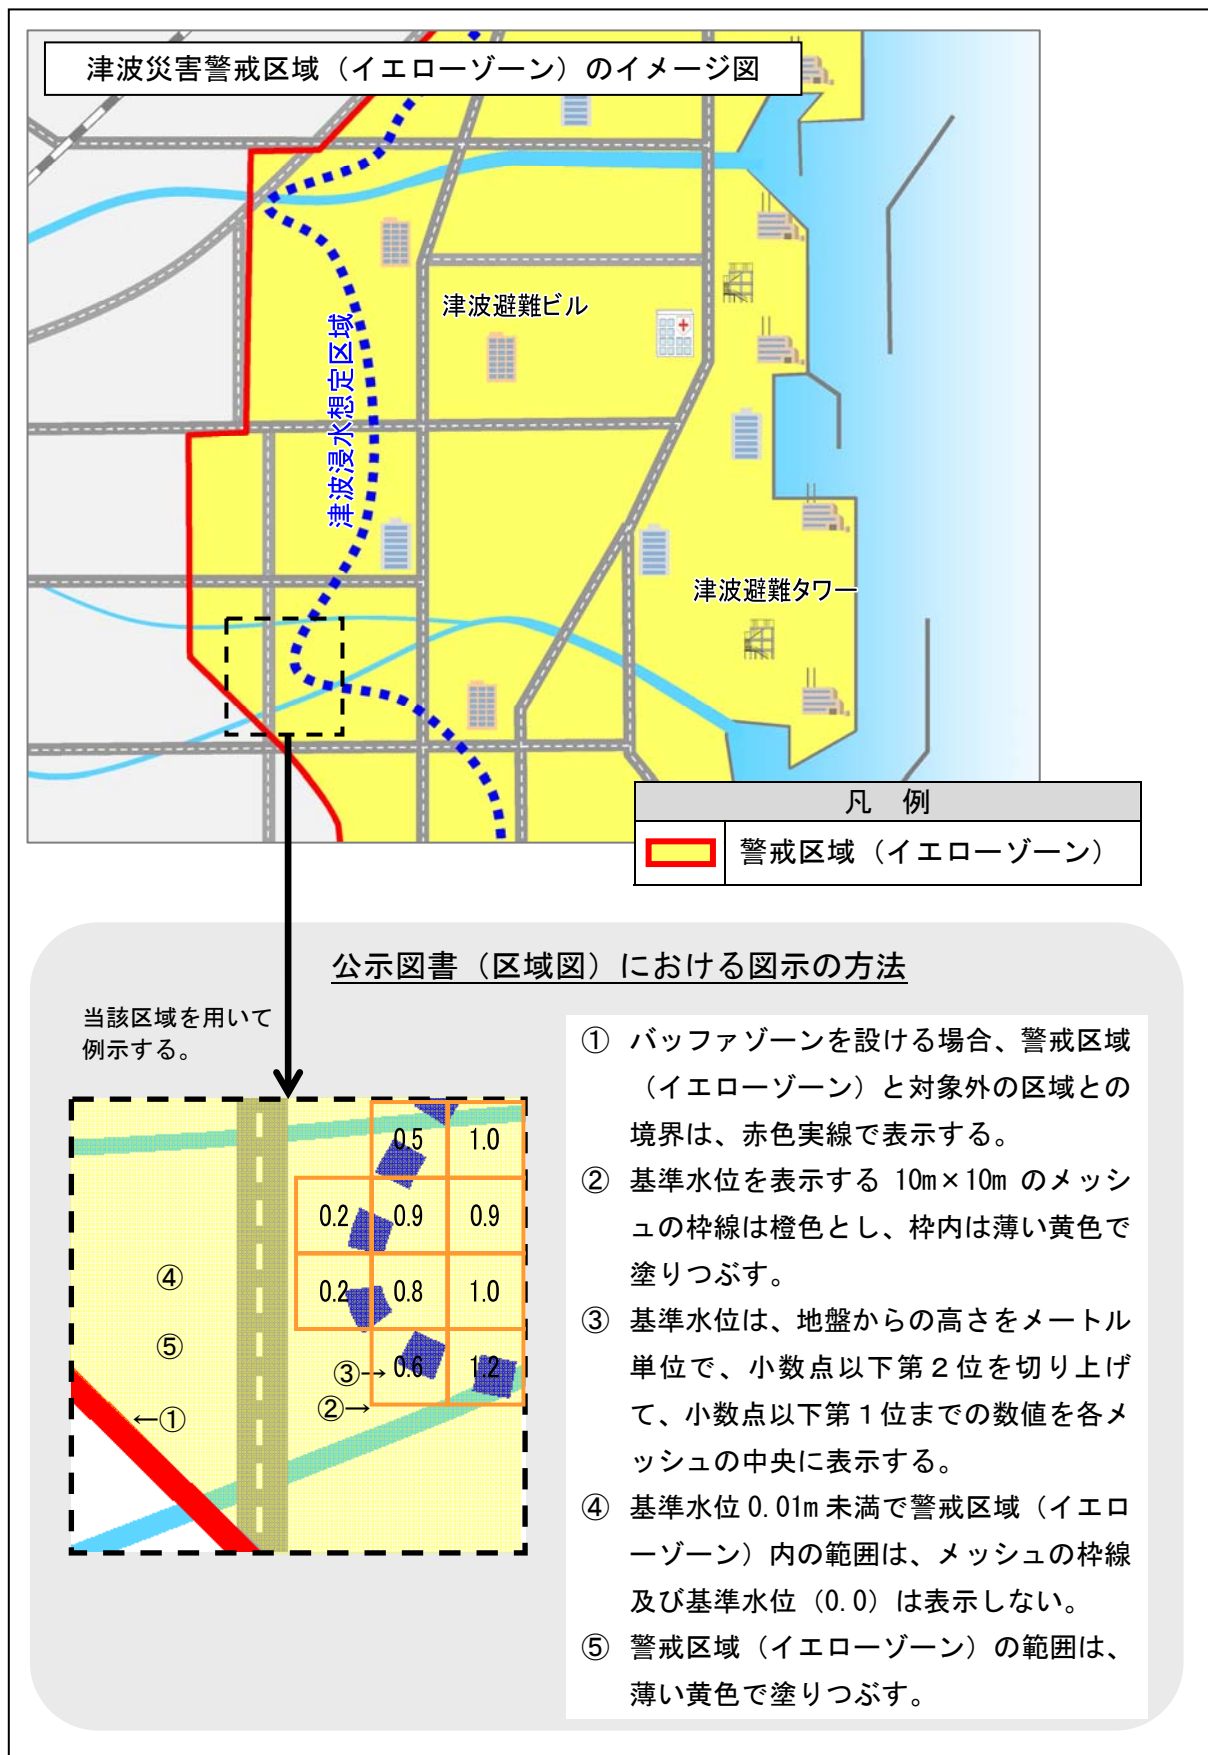 津波災害警戒区域（イエローゾーン）のイメージ図
津波避難ビル
津波浸水想定区域
津波避難タワー
凡　例
警戒区域（イエローゾーン）
公示図書（区域図）における図示の方法
当該区域を用いて
例示する。
0.5 1.0
0.2 0.9 0.9
④ 0.2 0.8 1.0
⑤ ③→ 0.6 1.2
←① ②→
① バッファゾーンを設ける場合、警戒区域
（イエローゾーン）と対象外の区域との
境界は、赤色実線で表示する。
② 基準水位を表示する 10m×10m のメッシ
ュの枠線は橙色とし、枠内は薄い黄色で
塗りつぶす。
③ 基準水位は、地盤からの高さをメートル
単位で、小数点以下第２位を切り上げ
て、小数点以下第１位までの数値を各メ
ッシュの中央に表示する。
④ 基準水位 0.01m 未満で警戒区域（イエロ
ーゾーン）内の範囲は、メッシュの枠線
及び基準水位（0.0）は表示しない。
⑤ 警戒区域（イエローゾーン）の範囲は、
薄い黄色で塗りつぶす。